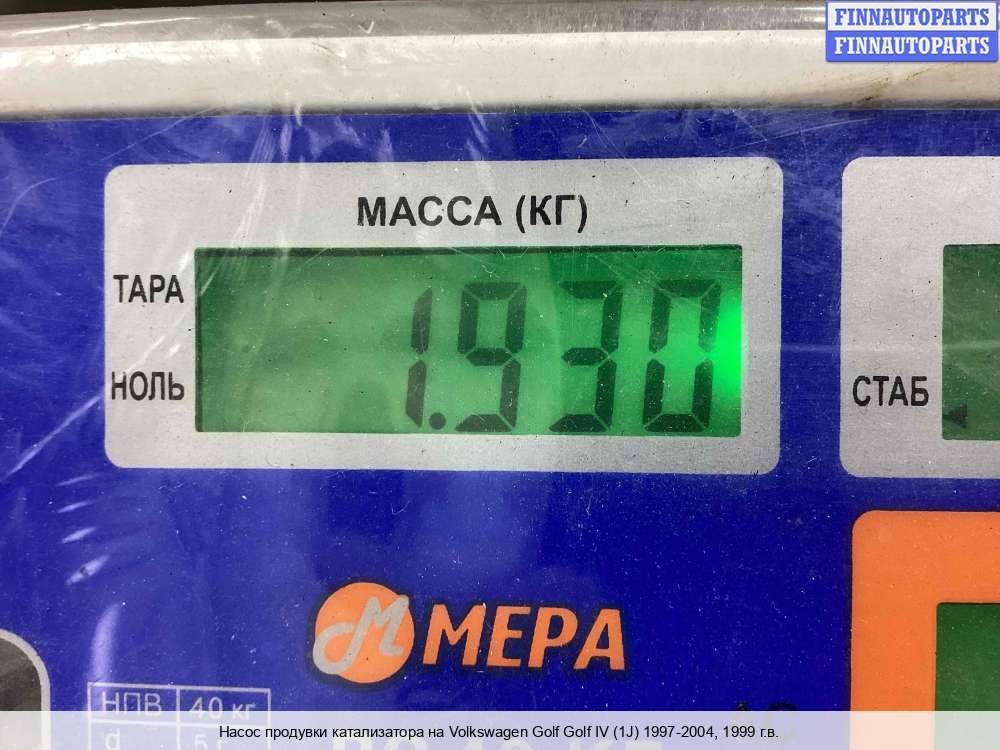 FINNAUTOPARTS
FINNAUTOPARTS
МАССА (КГ)
ТАРА
1.930
НОЛЬ
СТАБ
МЕРА
НПВ 40 кг
d 5 г
Насос продувки катализатора на Volkswagen Golf Golf IV (1J) 1997-2004, 1999 г.в.